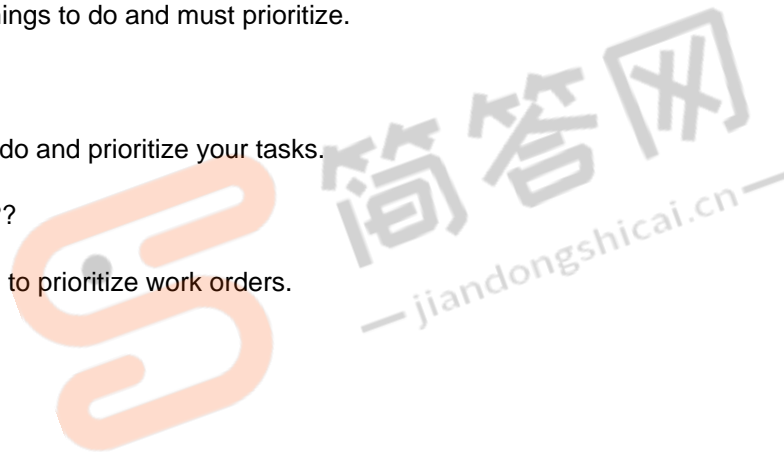 ings to do and must prioritize.
do and prioritize your tasks.
?
to prioritize work orders.
简答网
jiandongshicai.cn